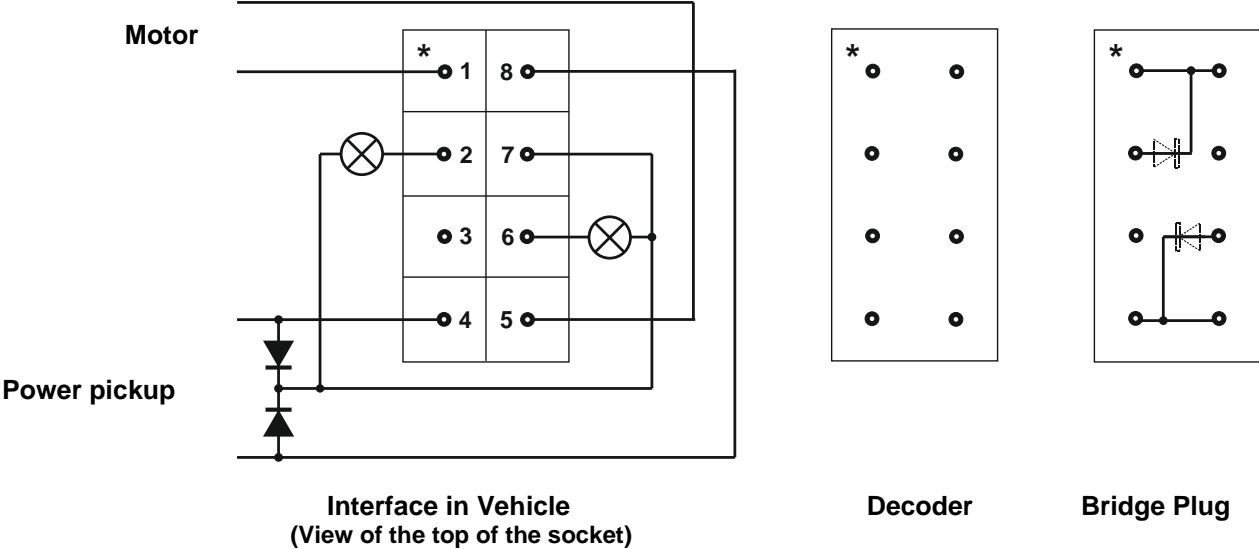 Motor
*
1 8
2 7
3 6
4 5
*
*
Power pickup
Interface in Vehicle
(View of the top of the socket)
Decoder
Bridge Plug